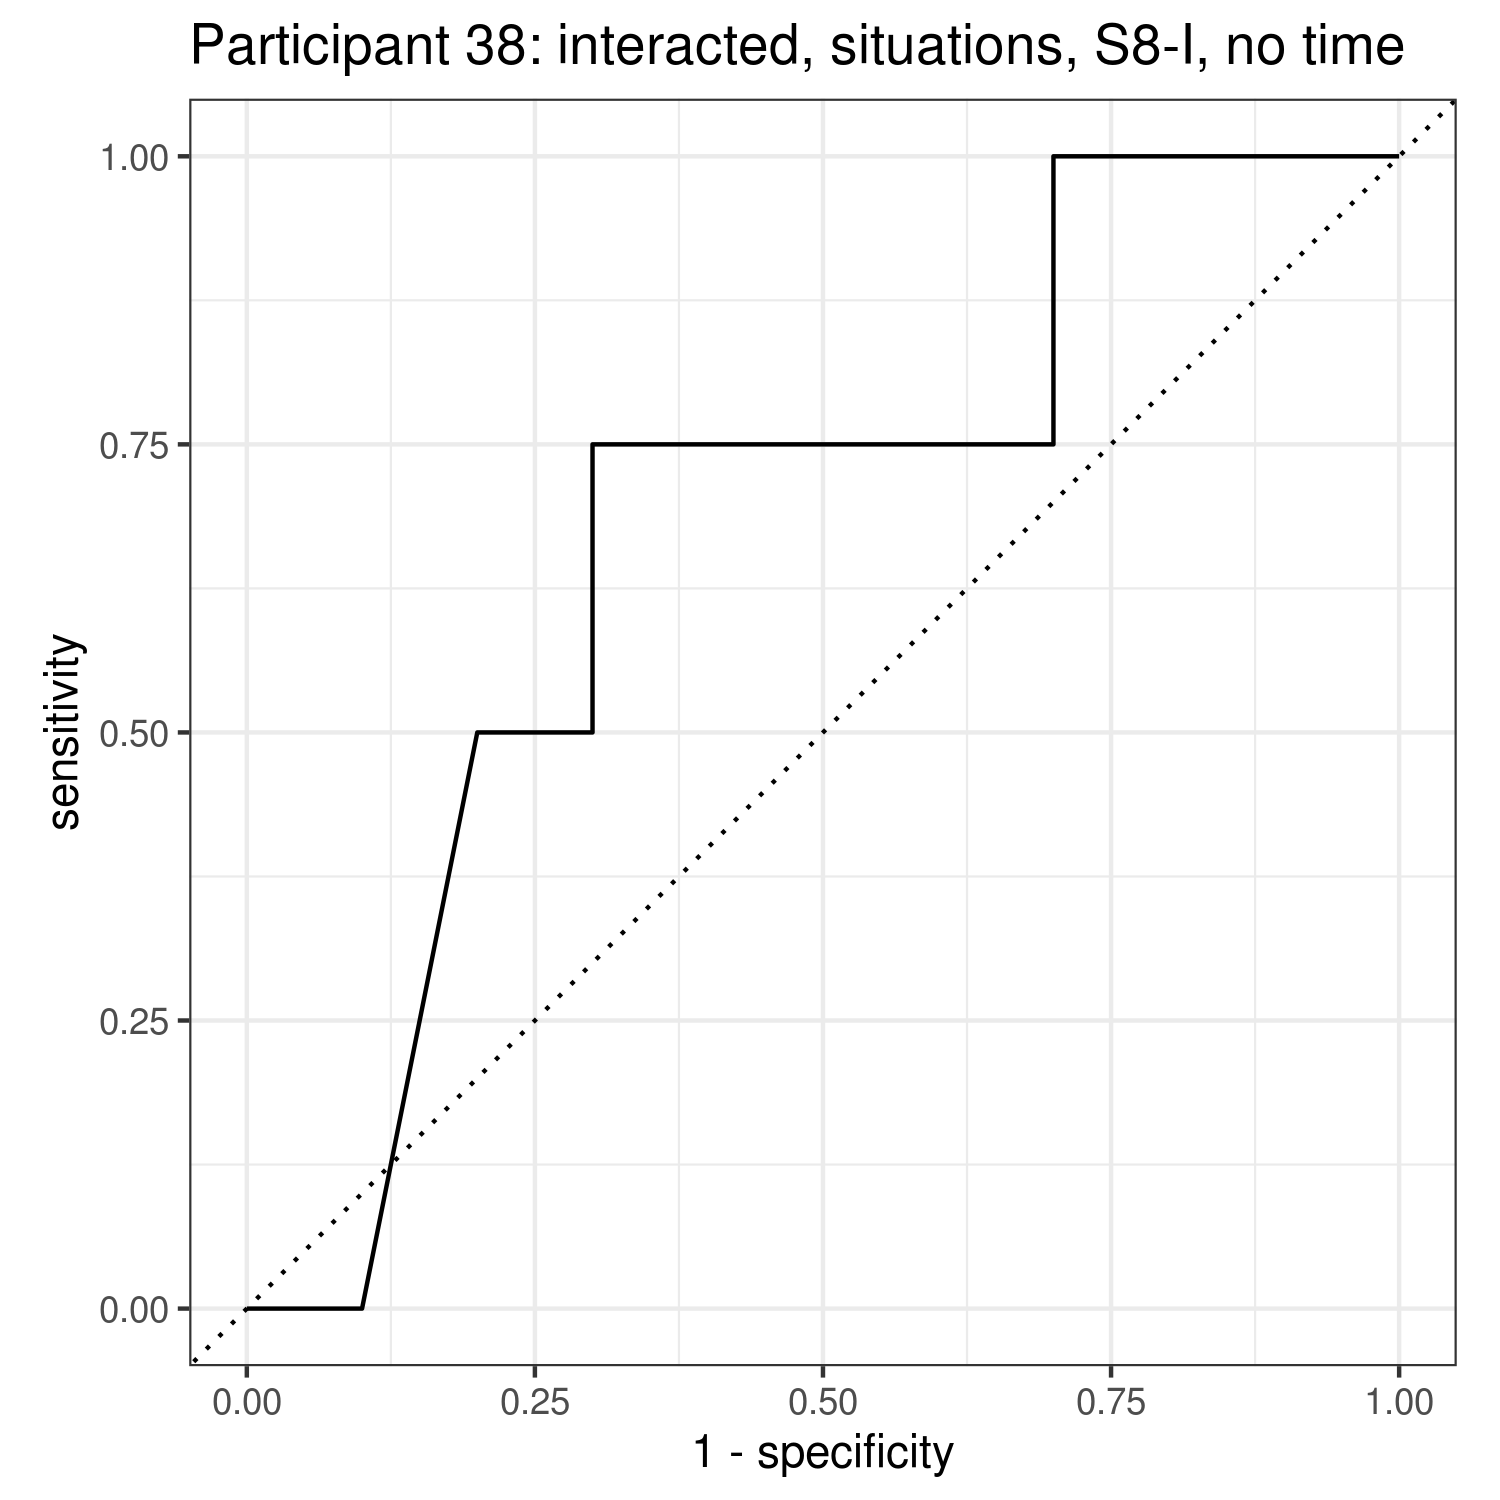 Participant 38: interacted, situations, S8-I, no time
1.00
0.75
0.50
0.25
0.00
sensitivity
0.00 0.25 0.50 0.75 1.00
1 - specificity